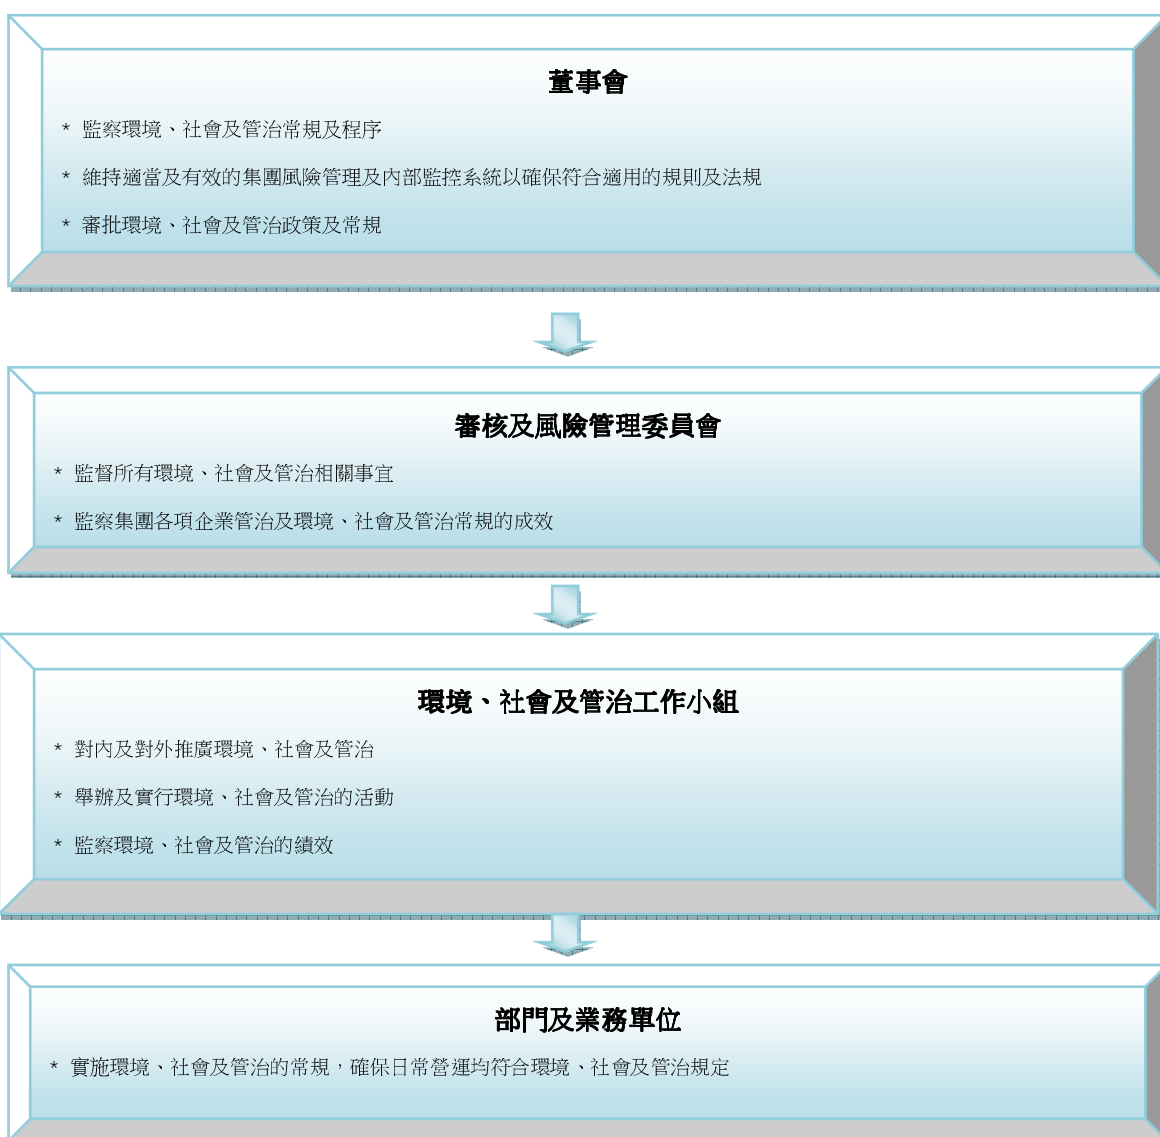 董事會
* 監察環境、社會及管治常規及程序
* 維持適當及有效的集團風險管理及內部監控系統以確保符合適用的規則及法規
* 審批環境、社會及管治政策及常規
審核及風險管理委員會
* 監督所有環境、社會及管治相關事宜
* 監察集團各項企業管治及環境、社會及管治常規的成效
環境、社會及管治工作小組
* 對內及對外推廣環境、社會及管治
* 舉辦及實行環境、社會及管治的活動
* 監察環境、社會及管治的績效
部門及業務單位
* 實施環境、社會及管治的常規，確保日常營運均符合環境、社會及管治規定